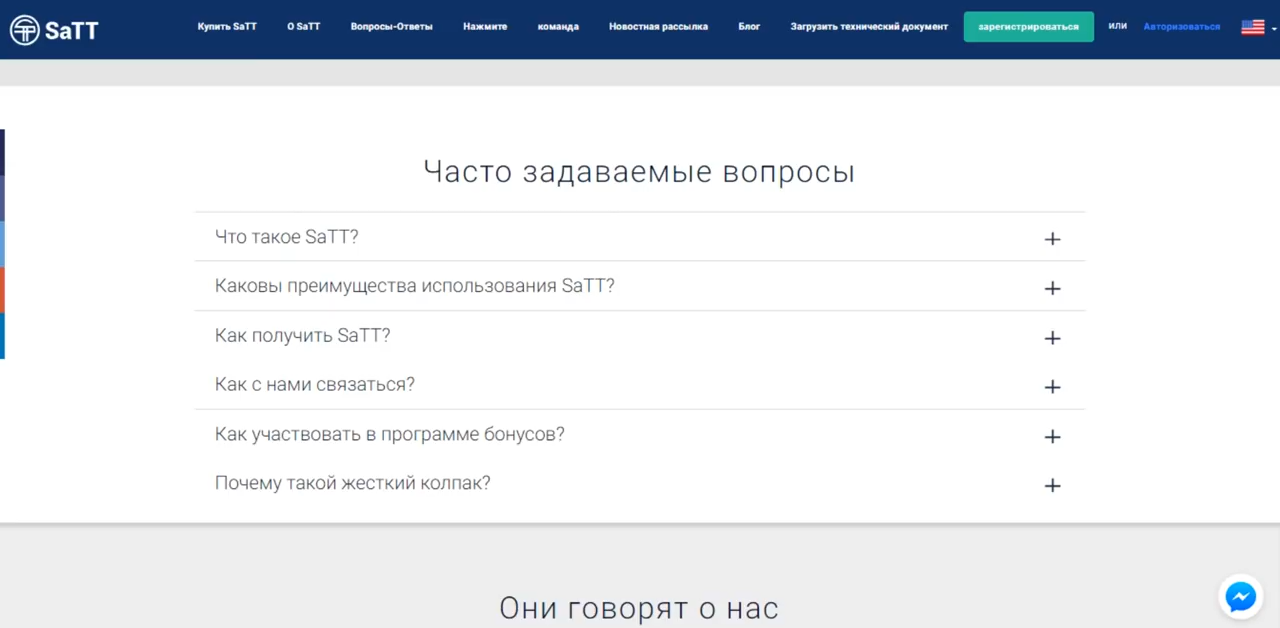 SaTT
Купить SaTT
О SaTT
Вопросы-Ответы
Нажмите
команда
Новостная рассылка
Блог
Загрузить технический документ
зарегистрироваться
или
Авторизоваться
Часто задаваемые вопросы
Что такое SaTT?
Каковы преимущества использования SaTT?
Как получить SaTT?
Как с нами связаться?
Как участвовать в программе бонусов?
Почему такой жесткий колпак?
Они говорят о нас